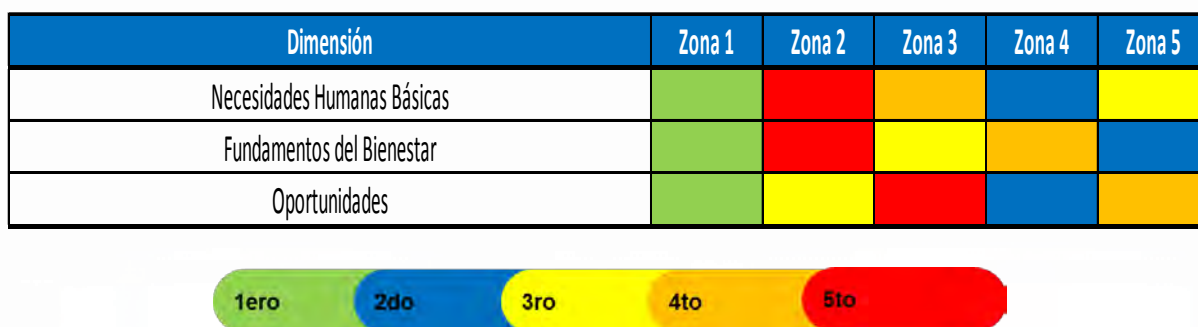 Dimensión Zona 1 Zona 2 Zona 3 Zona 4 Zona 5
Necesidades Humanas Básicas
Fundamentos del Bienestar
Oportunidades
1ero 2do 3ro 4to 5to